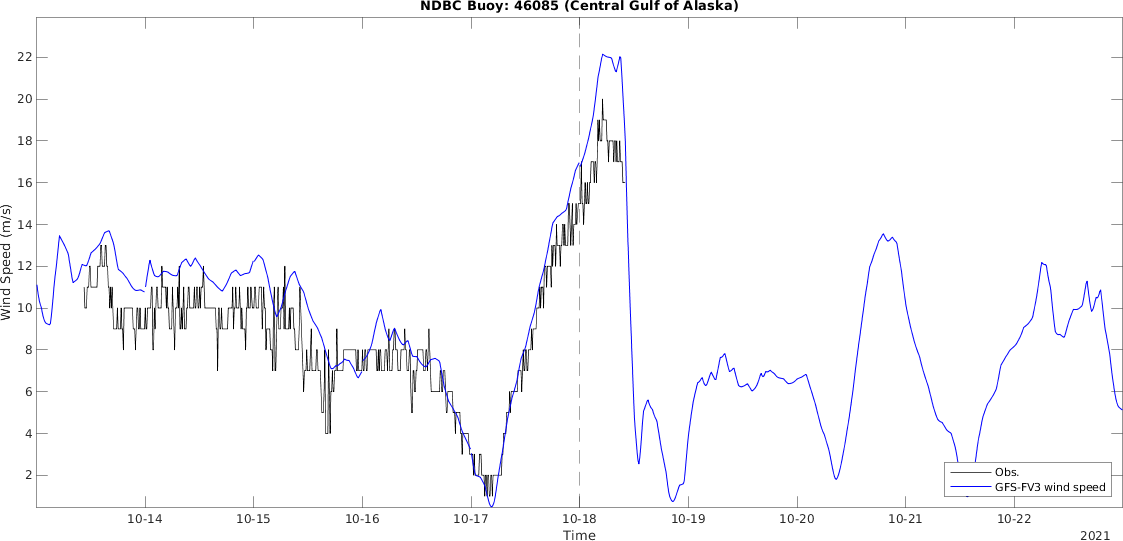 NDBC Buoy: 46085 (Central Gulf of Alaska)
Wind Speed (m/s)
22
20
18
16
14
12
10
8
6
4
2
10-14 10-15 10-16 10-17 10-18 10-19 10-20 10-21 10-22
Time
2021
Obs.
GFS-FV3 wind speed